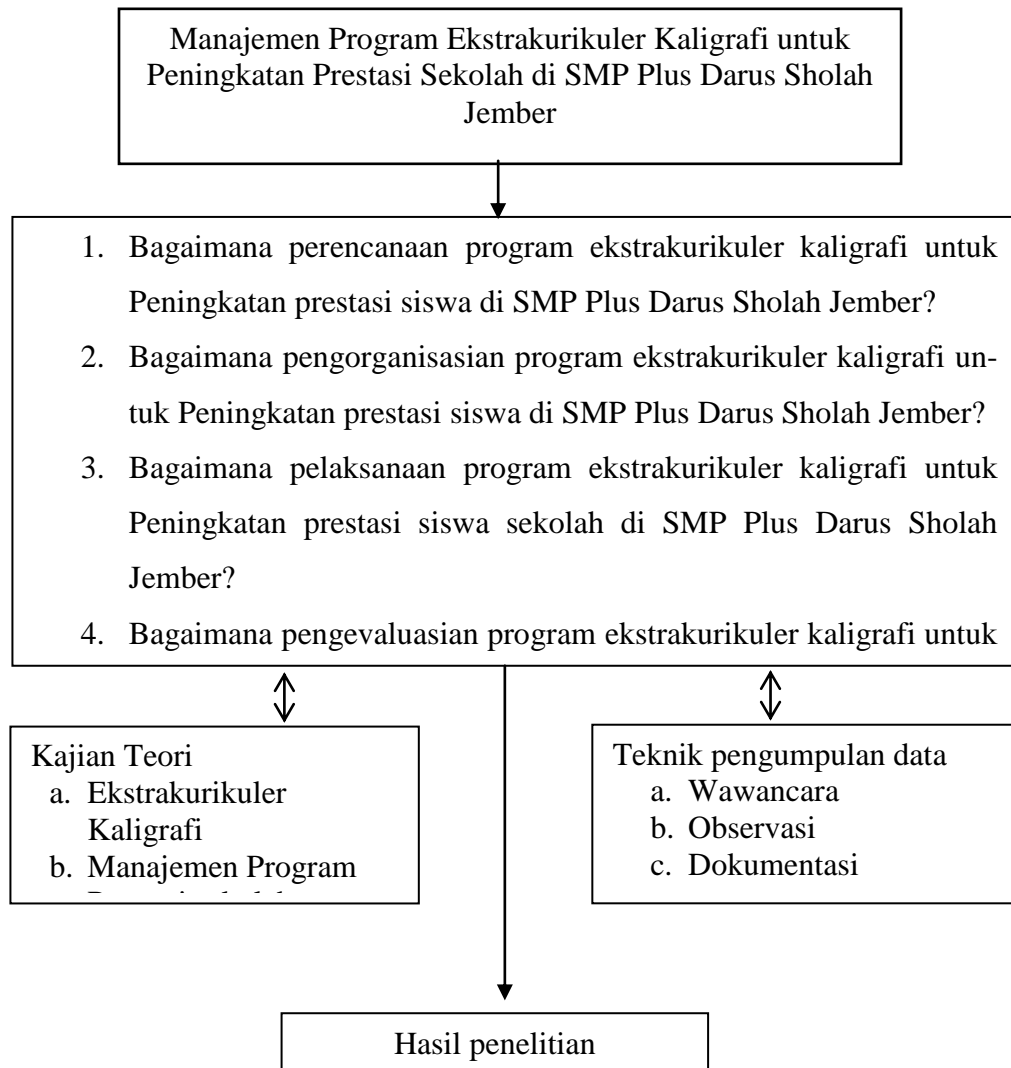 Manajemen Program Ekstrakurikuler Kaligrafi untuk
Peningkatan Prestasi Sekolah di SMP Plus Darus Sholah
Jember
1. Bagaimana perencanaan program ekstrakurikuler kaligrafi untuk
Peningkatan prestasi siswa di SMP Plus Darus Sholah Jember?
2. Bagaimana pengorganisasian program ekstrakurikuler kaligrafi un-
tuk Peningkatan prestasi siswa di SMP Plus Darus Sholah Jember?
3. Bagaimana pelaksanaan program ekstrakurikuler kaligrafi untuk
Peningkatan prestasi siswa sekolah di SMP Plus Darus Sholah
Jember?
4. Bagaimana pengevaluasian program ekstrakurikuler kaligrafi untuk
Kajian Teori
a. Ekstrakurikuler
Kaligrafi
b. Manajemen Program
Teknik pengumpulan data
a. Wawancara
b. Observasi
c. Dokumentasi
Hasil penelitian